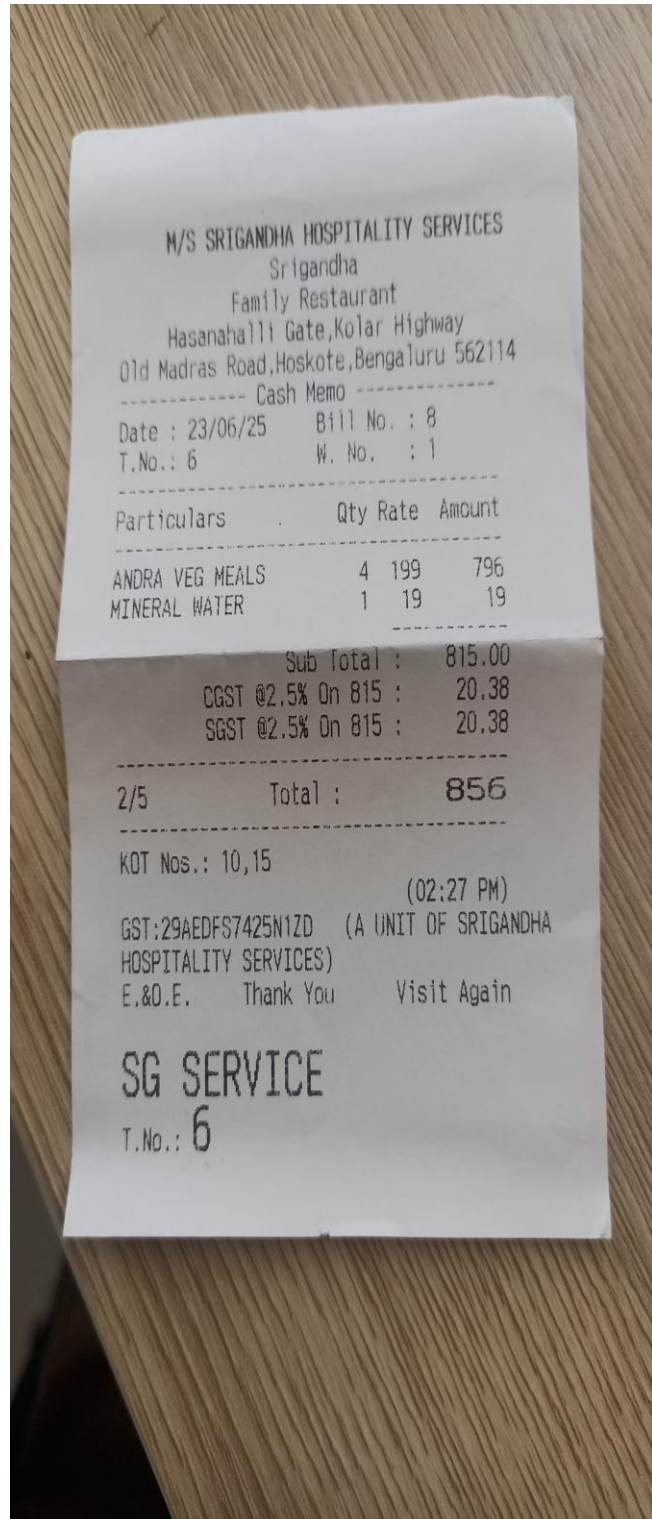 M/S SRIGANDHA HOSPITALITY SERVICES
Srigandha
Family Restaurant
Hasanahalli Gate,Kolar Highway
Old Madras Road,Hoskote,Bengaluru 562114
------------- Cash Memo --------------
Date : 23/06/25 Bill No. : 8
T.No.: 6 W. No. : 1
Particulars Qty Rate Amount
ANDRA VEG MEALS 4 199 796
MINERAL WATER 1 19 19
Sub Total : 815.00
CGST @2.5% On 815 : 20.38
SGST @2.5% On 815 : 20.38
2/5 Total : 856
KOT Nos.: 10,15
(02:27 PM)
GST:29AEDFS7425N1ZD (A UNIT OF SRIGANDHA
HOSPITALITY SERVICES)
E.&O.E. Thank You Visit Again
SG SERVICE
T.No.: 6